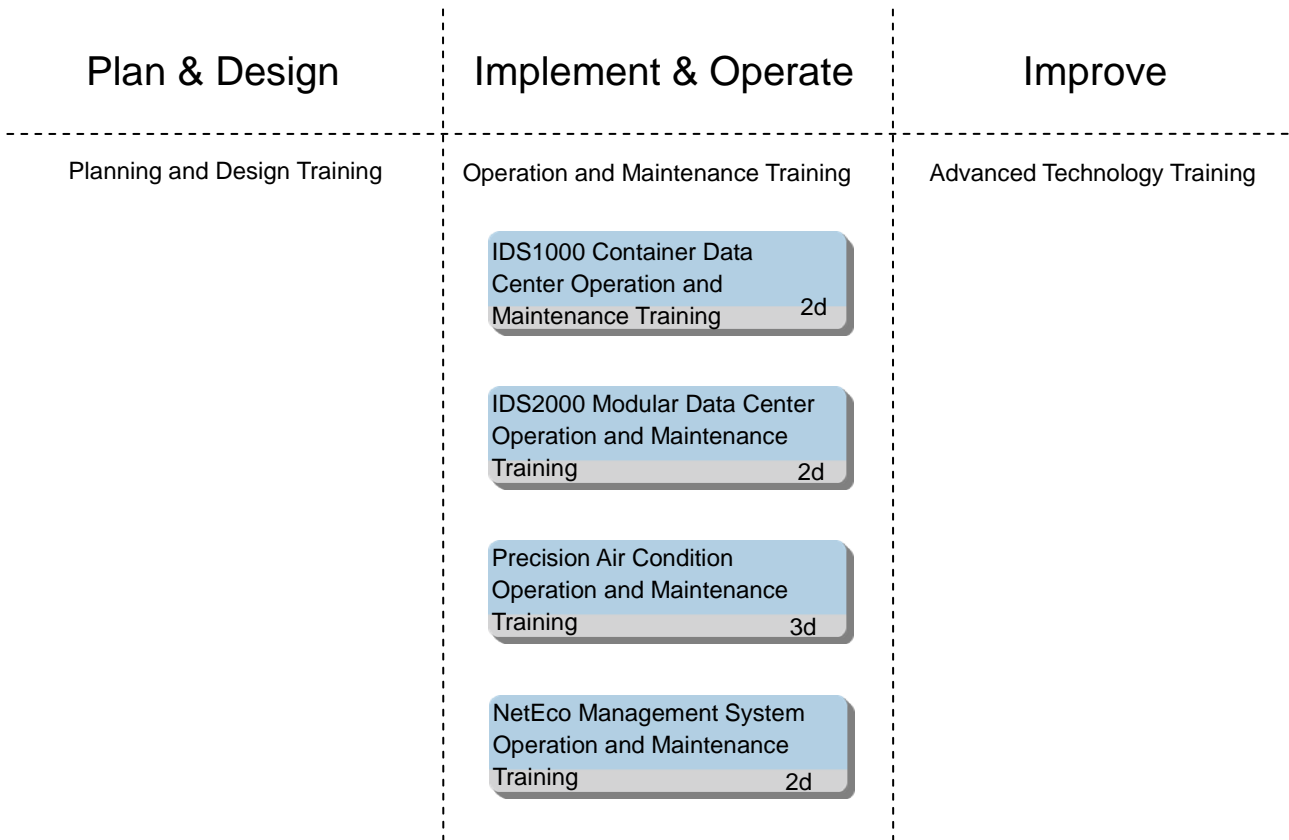 Plan & Design
Implement & Operate
Improve
Planning and Design Training
Operation and Maintenance Training
Advanced Technology Training
IDS1000 Container Data
Center Operation and
Maintenance Training
2d
IDS2000 Modular Data Center
Operation and Maintenance
Training
2d
Precision Air Condition
Operation and Maintenance
Training
3d
NetEco Management System
Operation and Maintenance
Training
2d